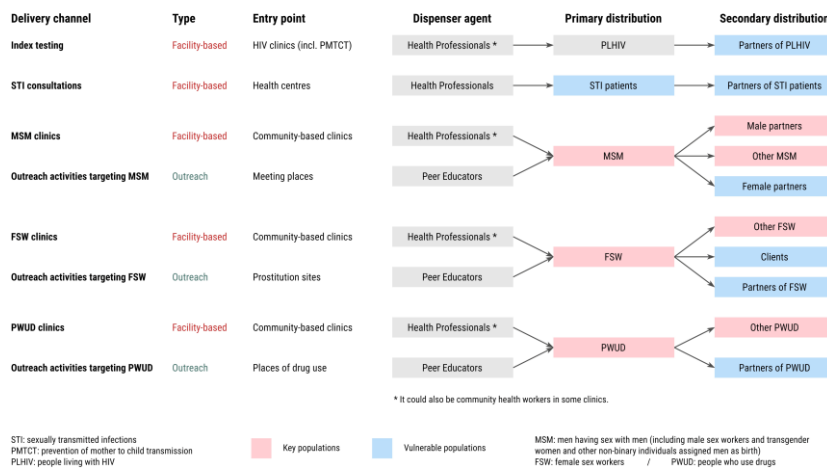 Delivery channel Type Entry point Dispenser agent Primary distribution Secondary distribution
Index testing Facility-based HIV clinics (incl. PMTCT) Health Professionals * PLHIV Partners of PLHIV
STI consultations Facility-based Health centres Health Professionals STI patients Partners of STI patients
Male partners
MSM clinics Facility-based Community-based clinics Health Professionals *
MSM Other MSM
Outreach activities targeting MSM Outreach Meeting places Peer Educators
Female partners
Other FSW
FSW clinics Facility-based Community-based clinics Health Professionals *
FSW Clients
Outreach activities targeting FSW Outreach Prostitution sites Peer Educators
Partners of FSW
PWUD clinics Facility-based Community-based clinics Health Professionals * Other PWUD
PWUD
Outreach activities targeting PWUD Outreach Places of drug use Peer Educators Partners of PWUD
* It could also be community health workers in some clinics.
STI: sexually transmitted infections
PMTCT: prevention of mother to child transmission
PLHIV: people living with HIV
Key populations
Vulnerable populations
MSM: men having sex with men (including male sex workers and transgender
women and other non-binary individuals assigned men as birth)
FSW: female sex workers / PWUD: people who use drugs